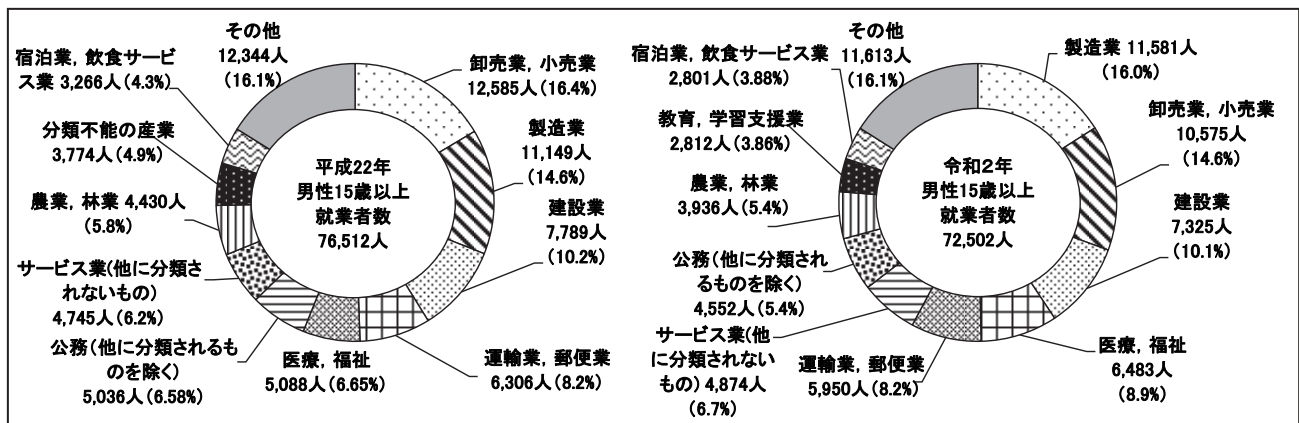 その他
12,344人
(16.1%)
卸売業，小売業
12,585人(16.4%)
製造業
11,149人
(14.6%)
建設業
7,789人
(10.2%)
運輸業，郵便業
6,306人(8.2%)
医療，福祉
5,088人(6.65%)
公務(他に分類されるも
のを除く)
5,036人(6.58%)
サービス業(他に分類さ
れないもの)
4,745人(6.2%)
農業，林業 4,430人
(5.8%)
分類不能の産業
3,774人(4.9%)
宿泊業，飲食サービ
ス業 3,266人(4.3%)
平成22年
男性15歳以上
就業者数
76,512人
その他
11,613人
(16.1%)
製造業 11,581人
(16.0%)
卸売業，小売業
10,575人
(14.6%)
建設業
7,325人
(10.1%)
医療，福祉
6,483人
(8.9%)
運輸業，郵便業
5,950人(8.2%)
サービス業(他
に分類されない
もの) 4,874人
(6.7%)
公務(他に分類され
るものを除く)
4,552人(5.4%)
農業，林業
3,936人(5.4%)
教育，学習支援業
2,812人(3.86%)
宿泊業，飲食サービス業
2,801人(3.88%)
令和2年
男性15歳以上
就業者数
72,502人